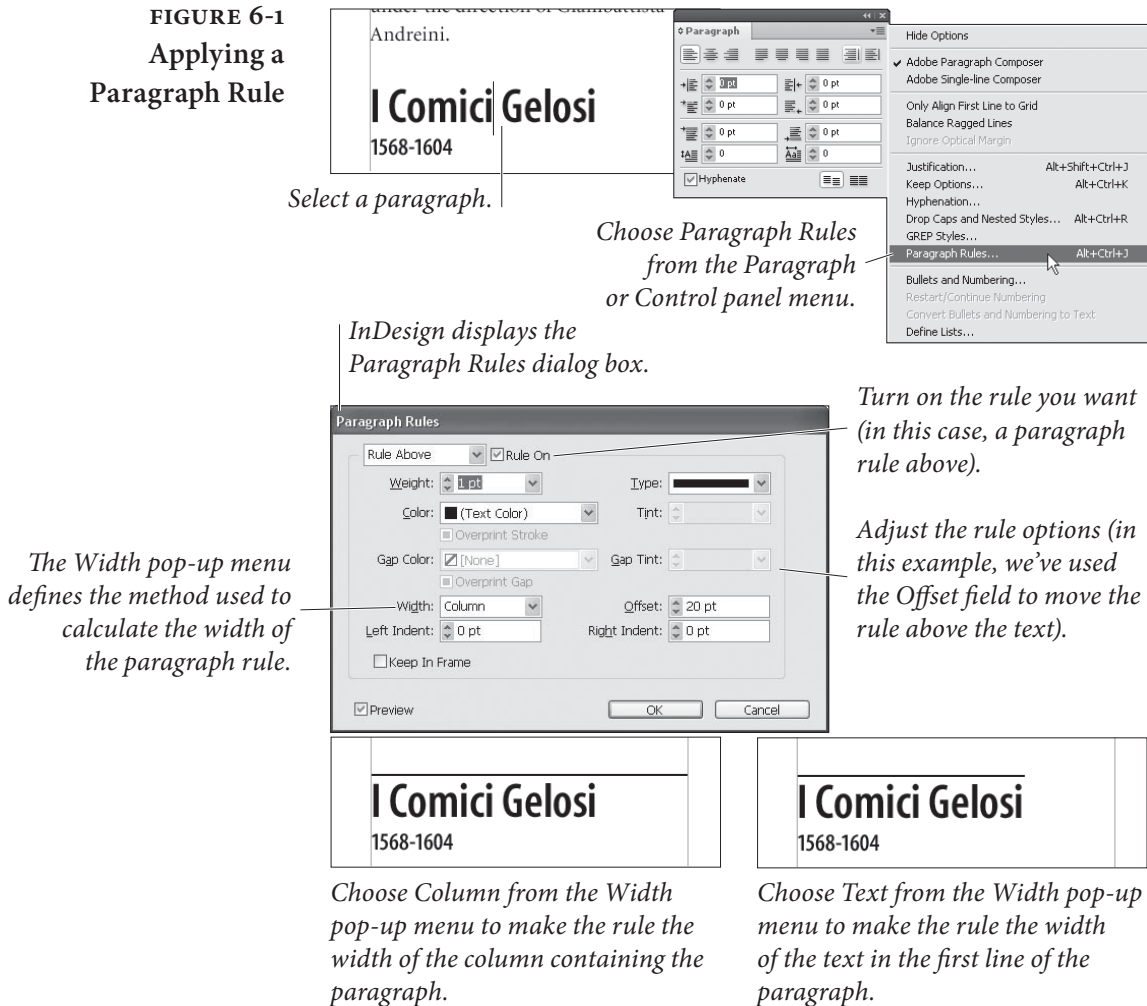 FIGURE 6-1
Applying a
Paragraph Rule
under the direction of Giambattista
Andreini.
I Comici Gelosi
1568-1604
Select a paragraph.
Paragraph
0 pt
0 pt
0 pt
0 pt
0 pt
0 pt
0
0
Hyphenate
Hide Options
Adobe Paragraph Composer
Adobe Single-line Composer
Only Align First Line to Grid
Balance Ragged Lines
Ignore Optical Margin
Justification... Alt+Shift+Ctrl+J
Keep Options... Alt+Ctrl+K
Hyphenation...
Drop Caps and Nested Styles... Alt+Ctrl+R
GREP Styles...
Paragraph Rules... Alt+Ctrl+J
Bullets and Numbering...
Restart/Continue Numbering
Convert Bullets and Numbering to Text
Define Lists...
Choose Paragraph Rules
from the Paragraph
or Control panel menu.
InDesign displays the
Paragraph Rules dialog box.
Paragraph Rules
Rule Above Rule On
Weight: 1 pt Type:
Color: (Text Color) Tint:
Overprint Stroke
Gap Color: [None] Gap Tint:
Overprint Gap
Width: Column Offset: 20 pt
Left Indent: 0 pt Right Indent: 0 pt
Keep In Frame
Preview OK Cancel
Turn on the rule you want
(in this case, a paragraph
rule above).
Adjust the rule options (in
this example, we've used
the Offset field to move the
rule above the text).
The Width pop-up menu
defines the method used to
calculate the width of
the paragraph rule.
I Comici Gelosi
1568-1604
Choose Column from the Width
pop-up menu to make the rule the
width of the column containing the
paragraph.
I Comici Gelosi
1568-1604
Choose Text from the Width pop-up
menu to make the rule the width
of the text in the first line of the
paragraph.